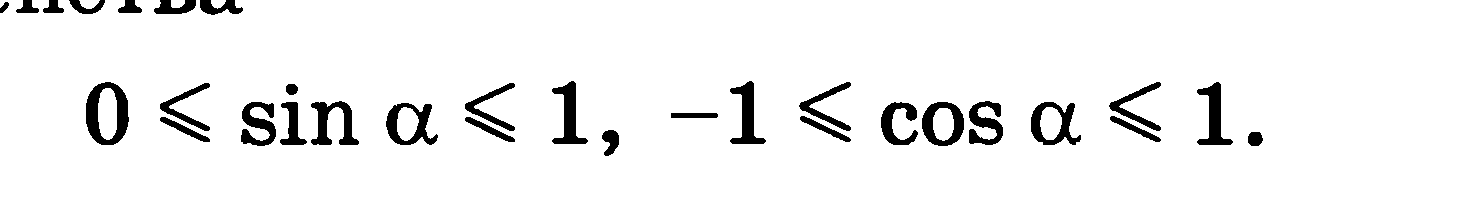 0 ⩽ sin α ⩽ 1, −1 ⩽ cos α ⩽ 1.